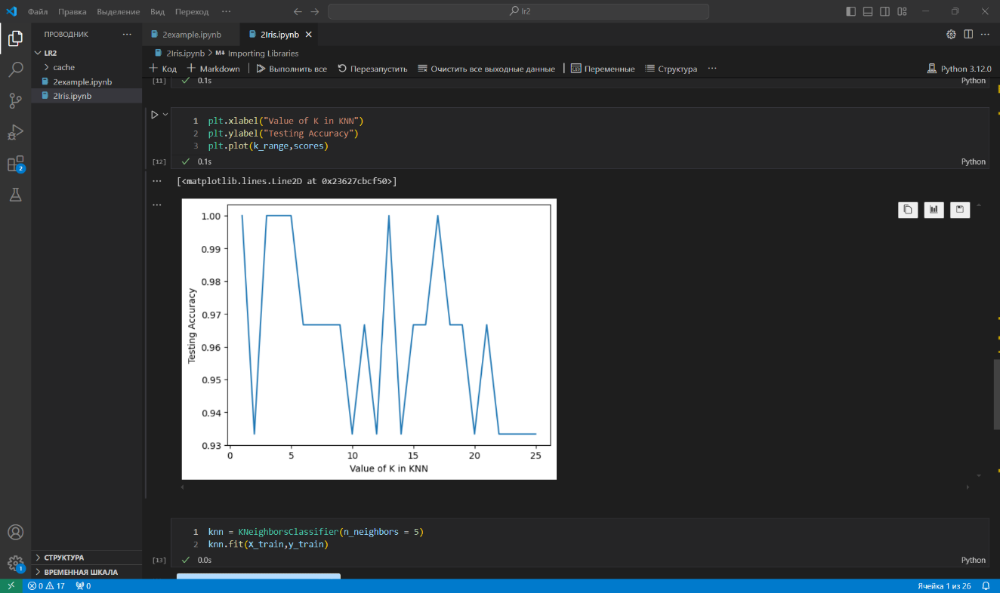 Файл Правка Выделение Вид Переход ··· lr2
ПРОВОДНИК ···
2example.ipynb 2Iris.ipynb
LR2
cache
2example.ipynb
2Iris.ipynb
2Iris.ipynb > M↓ Importing Libraries
+ Код + Markdown Выполнить все Перезапустить Очистить все выходные данные Переменные Структура ··· Python 3.12.0
[11] 0.1s Python
1 plt.xlabel("Value of K in KNN")
2 plt.ylabel("Testing Accuracy")
3 plt.plot(k_range,scores)
[12] 0.1s Python
[<matplotlib.lines.Line2D at 0x23627cbcf50>]
1.00
0.99
0.98
0.97
0.96
0.95
0.94
0.93
Testing Accuracy
0 5 10 15 20 25
Value of K in KNN
1 knn = KNeighborsClassifier(n_neighbors = 5)
2 knn.fit(X_train,y_train)
[13] 0.0s Python
2
1
СТРУКТУРА
ВРЕМЕННАЯ ШКАЛА
0 17 0 Ячейка 1 из 26